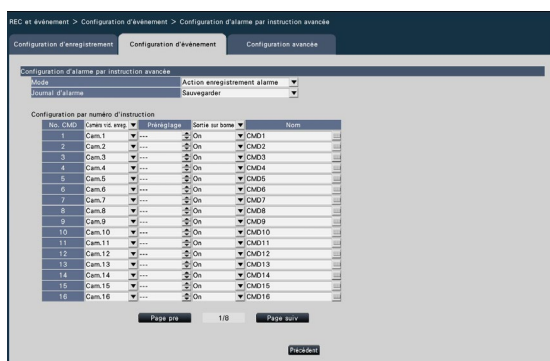 REC et événement > Configuration d'événement > Configuration d'alarme par instruction avancée
Configuration d'enregistrement Configuration d'événement Configuration avancée
Configuration d'alarme par instruction avancée
Mode Action enregistrement alarme
Journal d'alarme Sauvegarder
Configuration par numéro d'instruction
No. CMD Caméra vid. enreg. Préréglage Sortie sur borne Nom
1 Cam.1 --- On CMD1
2 Cam.2 --- On CMD2
3 Cam.3 --- On CMD3
4 Cam.4 --- On CMD4
5 Cam.5 --- On CMD5
6 Cam.6 --- On CMD6
7 Cam.7 --- On CMD7
8 Cam.8 --- On CMD8
9 Cam.9 --- On CMD9
10 Cam.10 --- On CMD10
11 Cam.11 --- On CMD11
12 Cam.12 --- On CMD12
13 Cam.13 --- On CMD13
14 Cam.14 --- On CMD14
15 Cam.15 --- On CMD15
16 Cam.16 --- On CMD16
Page pre 1/8 Page suiv
Précédent